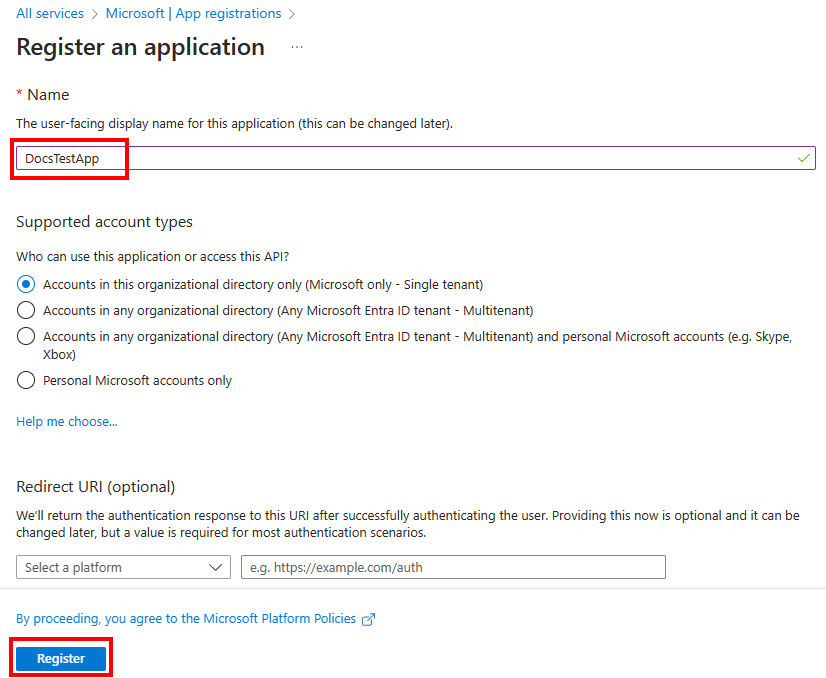 All services > Microsoft | App registrations >
Register an application ...
* Name
The user-facing display name for this application (this can be changed later).
DocsTestApp
Supported account types
Who can use this application or access this API?
Accounts in this organizational directory only (Microsoft only - Single tenant)
Accounts in any organizational directory (Any Microsoft Entra ID tenant - Multitenant)
Accounts in any organizational directory (Any Microsoft Entra ID tenant - Multitenant) and personal Microsoft accounts (e.g. Skype,
Xbox)
Personal Microsoft accounts only
Help me choose...
Redirect URI (optional)
We'll return the authentication response to this URI after successfully authenticating the user. Providing this now is optional and it can be
changed later, but a value is required for most authentication scenarios.
Select a platform
e.g. https://example.com/auth
By proceeding, you agree to the Microsoft Platform Policies
Register